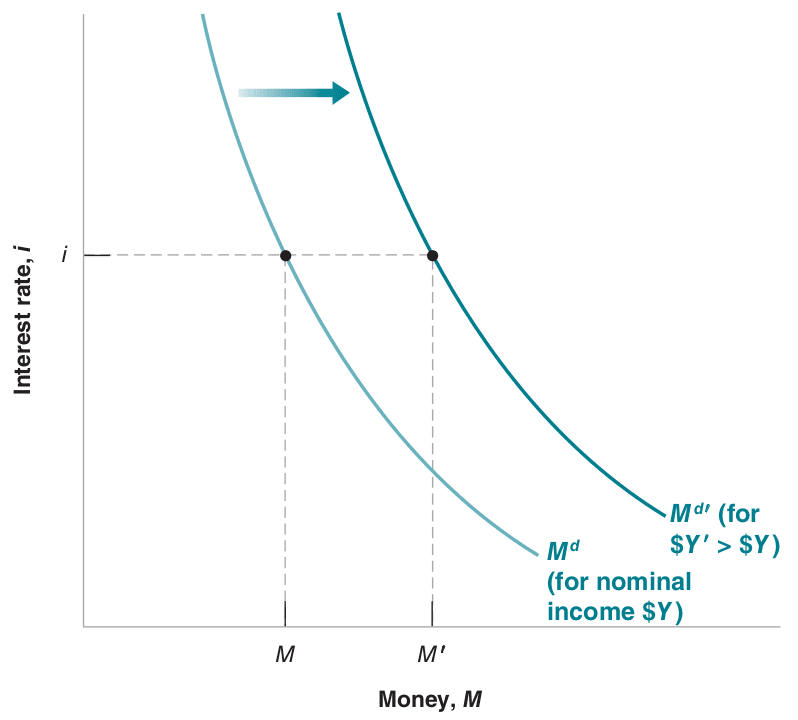 Interest rate, i
i
M^d′ (for
$Y′ > $Y)
M^d
(for nominal
income $Y)
M
M′
Money, M